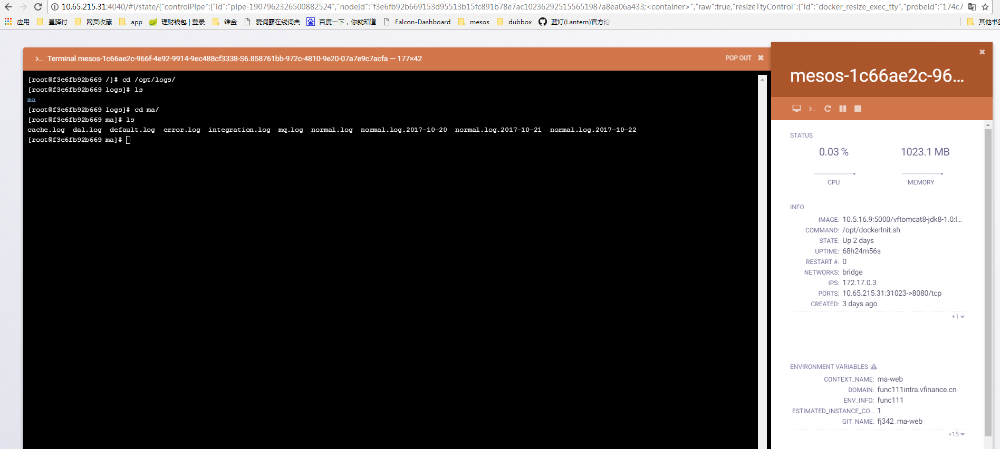 10.65.215.31:4040/#!/state/{"controlPipe":{"id":"pipe-1907962326500882524","nodeId":"f3e6fb92b669153d95513b15fc891b78e7ac102362925155651987a8ea06a433;<container>","raw":true,"resizeTtyControl":{"id":"docker_resize_exec_tty","probeId":"174c7
应用 星驿付 网页收藏 app 理财钱包 | 登录 维金 爱词霸在线词典 百度一下，你就知道 Falcon-Dashboard mesos dubbox 蓝灯(Lantern)官方论 其他书签
>_ Terminal mesos-1c66ae2c-966f-4e92-9914-9ec488cf3338-S6.858761bb-972c-4810-9e20-07a7e9c7acfa — 177×42 POP OUT ✖
[root@f3e6fb92b669 /]# cd /opt/logs/
[root@f3e6fb92b669 logs]# ls
ma
[root@f3e6fb92b669 logs]# cd ma/
[root@f3e6fb92b669 ma]# ls
cache.log dal.log default.log error.log integration.log mq.log normal.log normal.log.2017-10-20 normal.log.2017-10-21 normal.log.2017-10-22
[root@f3e6fb92b669 ma]#
mesos-1c66ae2c-96...
STATUS
0.03 % 1023.1 MB
CPU MEMORY
INFO
IMAGE: 10.5.16.9:5000/vftomcat8-jdk8-1.0:l...
COMMAND: /opt/dockerInit.sh
STATE: Up 2 days
UPTIME: 68h24m56s
RESTART #: 0
NETWORKS: bridge
IPS: 172.17.0.3
PORTS: 10.65.215.31:31023->8080/tcp
CREATED: 3 days ago
+1
ENVIRONMENT VARIABLES
CONTEXT_NAME: ma-web
DOMAIN: func111intra.vfinance.cn
ENV_INFO: func111
ESTIMATED_INSTANCE_CO... 1
GIT_NAME: fj342_ma-web
+15